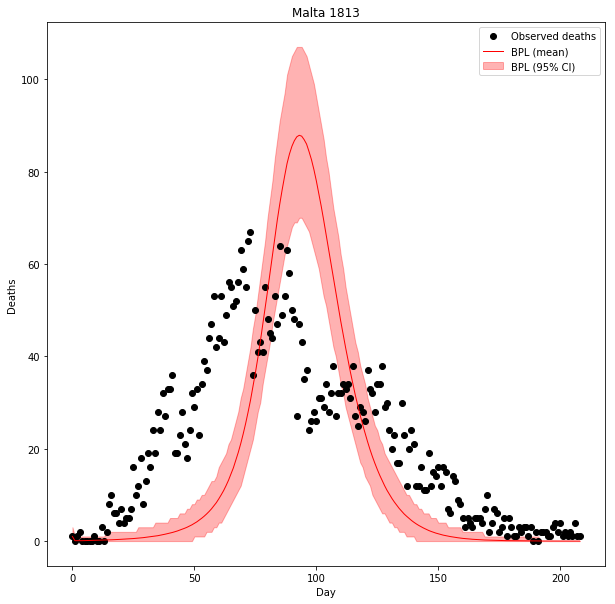 Malta 1813
Observed deaths
BPL (mean)
BPL (95% CI)
100
80
60
40
20
0
Deaths
0 50 100 150 200
Day